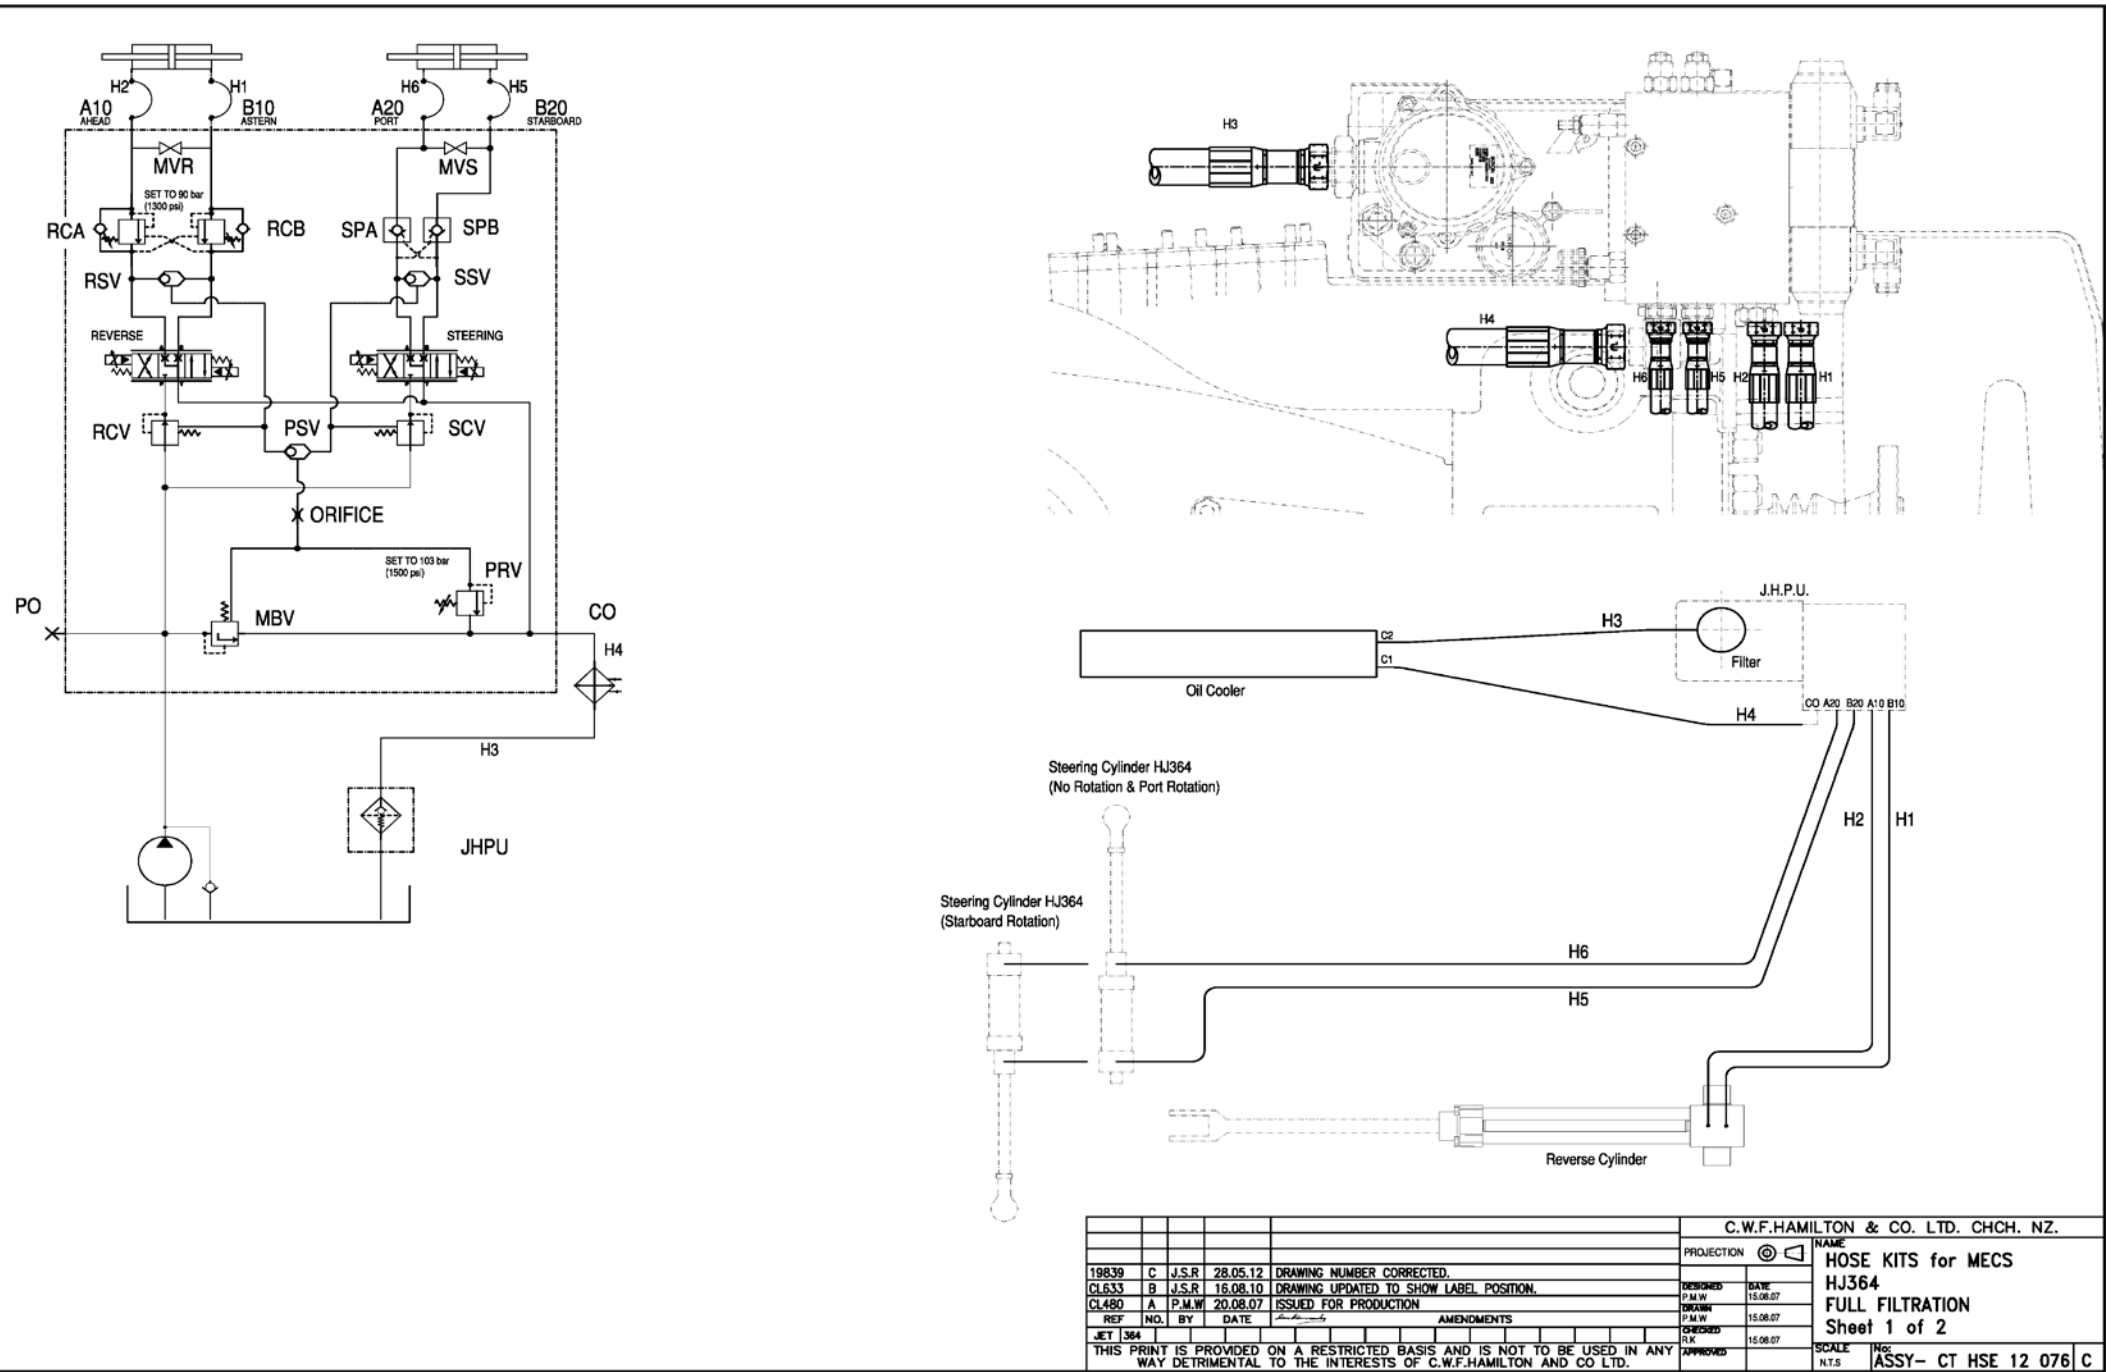 H2
H1
H6
H5
A10
AHEAD
B10
ASTERN
A20
PORT
B20
STARBOARD
MVR
MVS
SET TO 90 bar
(1300 psi)
RCA
RCB
SPA
SPB
RSV
SSV
REVERSE
STEERING
RCV
PSV
SCV
ORIFICE
SET TO 103 bar
(1500 psi)
PRV
PO
MBV
CO
H4
H3
JHPU
H3
H4
H6
H5
H2
H1
J.H.P.U.
H3
C2
C1
Filter
Oil Cooler
H4
CO A20 B20 A10 B10
Steering Cylinder HJ364
(No Rotation & Port Rotation)
H2
H1
Steering Cylinder HJ364
(Starboard Rotation)
H6
H5
Reverse Cylinder
C.W.F.HAMILTON & CO. LTD. CHCH. NZ.
PROJECTION
NAME
HOSE KITS for MECS
HJ364
FULL FILTRATION
Sheet 1 of 2
19839 C J.S.R 28.05.12 DRAWING NUMBER CORRECTED.
CL633 B J.S.R 16.08.10 DRAWING UPDATED TO SHOW LABEL POSITION.
CL480 A P.M.W 20.08.07 ISSUED FOR PRODUCTION
REF NO. BY DATE AMENDMENTS
DESIGNED DATE
P.M.W 15.08.07
DRAWN
P.M.W 15.08.07
CHECKED
R.K 15.08.07
APPROVED
JET 364
THIS PRINT IS PROVIDED ON A RESTRICTED BASIS AND IS NOT TO BE USED IN ANY
WAY DETRIMENTAL TO THE INTERESTS OF C.W.F.HAMILTON AND CO LTD.
SCALE
N.T.S
No:
ASSY- CT HSE 12 076 C